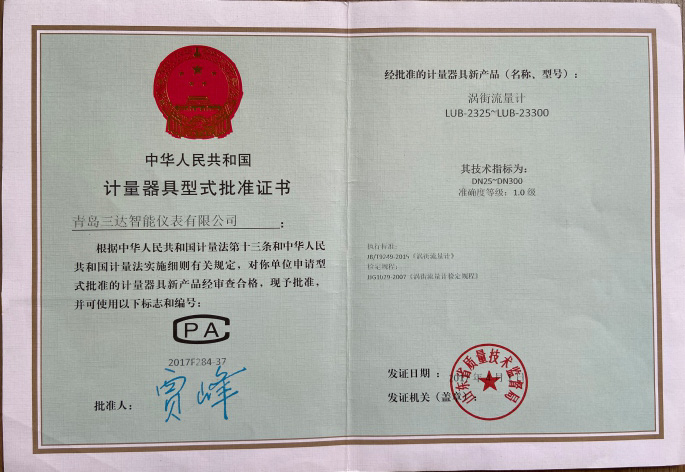 中华人民共和国
计量器具型式批准证书
青岛三达智能仪表有限公司：
根据中华人民共和国计量法第十三条和中华人民
共和国计量法实施细则有关规定，对你单位申请型
式批准的计量器具新产品经审查合格，现予批准，
并可使用以下标志和编号：
CPA
2017F284-37
批准人：贾峰
经批准的计量器具新产品（名称、型号）：
涡街流量计
LUB-2325~LUB-23300
其技术指标为：
DN25~DN300
准确度等级：1.0 级
执行标准：
JB/T9249-2015《涡街流量计》
检定规程：
JJG1029-2007《涡街流量计检定规程》
发证日期：
发证机关（盖章）：
山东省质量技术监督局